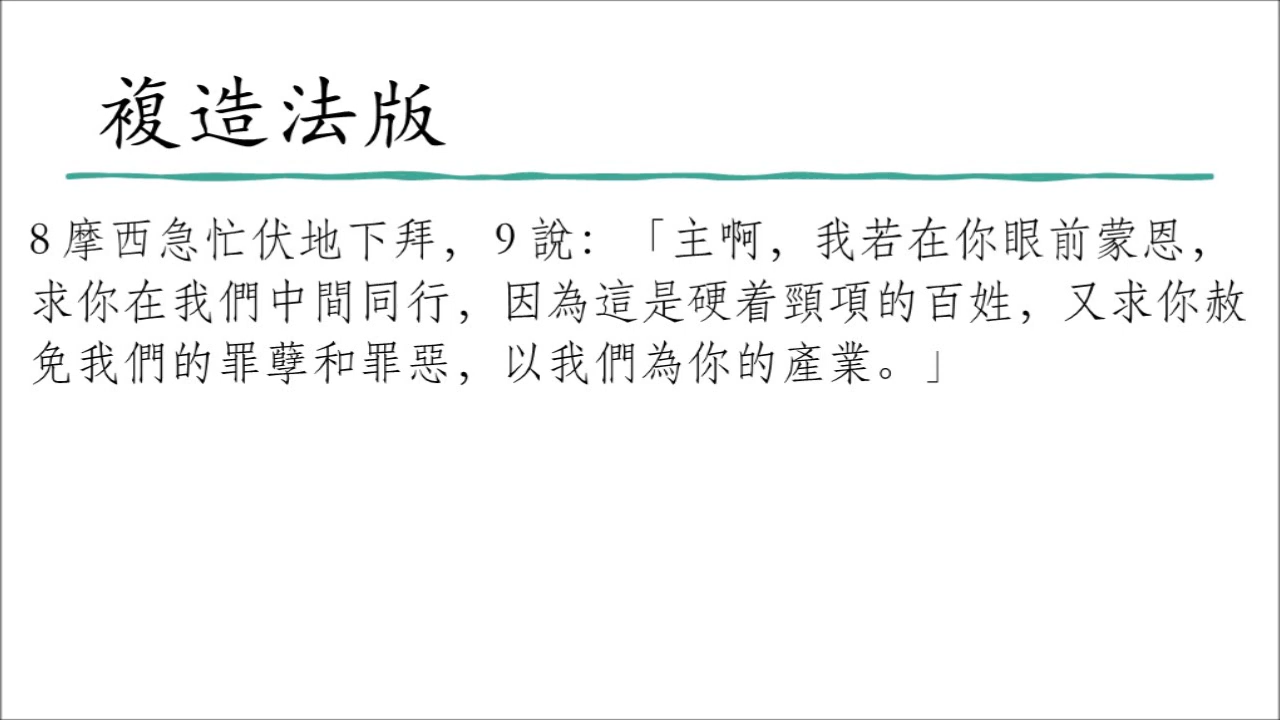 複造法版
8 摩西急忙伏地下拜，9 說：「主啊，我若在你眼前蒙恩，
求你在我們中間同行，因為這是硬着頸項的百姓，又求你赦
免我們的罪孽和罪惡，以我們為你的產業。」